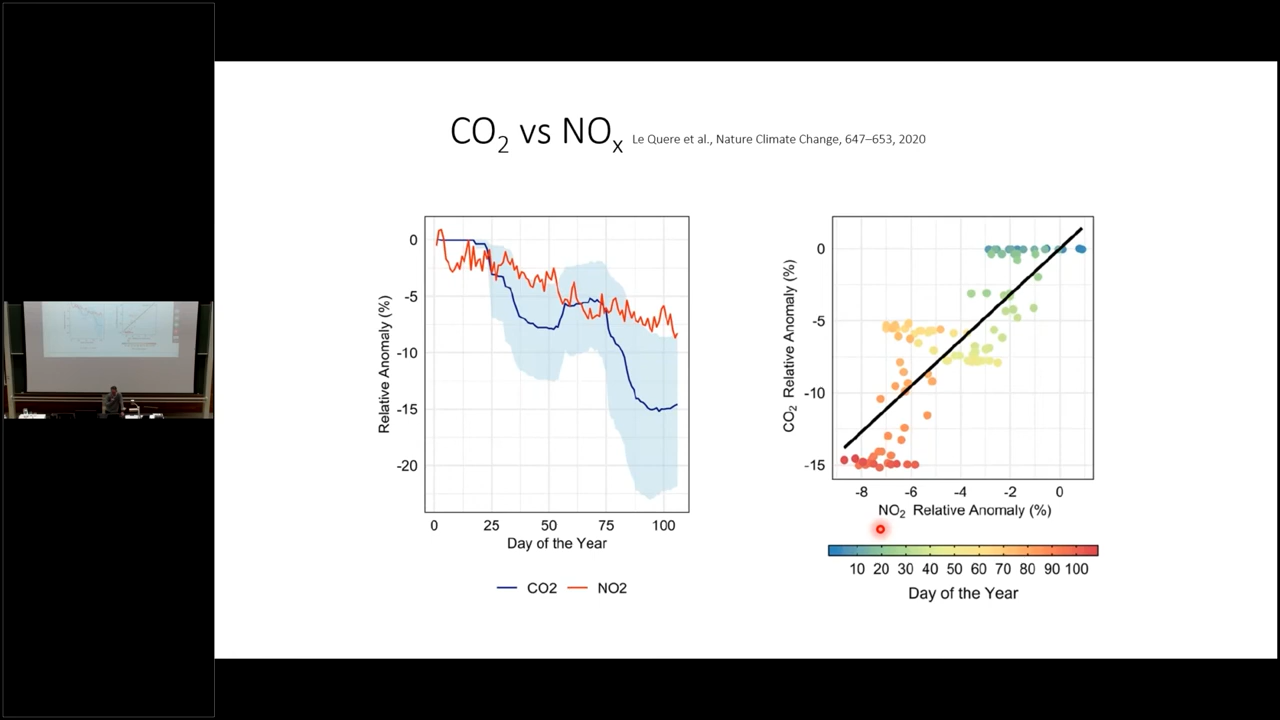 CO2 vs NOx Le Quere et al., Nature Climate Change, 647–653, 2020
0
-5
-10
-15
-20
Relative Anomaly (%)
0 25 50 75 100
Day of the Year
CO2 NO2
0
-5
-10
-15
CO2 Relative Anomaly (%)
-8 -6 -4 -2 0
NO2 Relative Anomaly (%)
10 20 30 40 50 60 70 80 90 100
Day of the Year